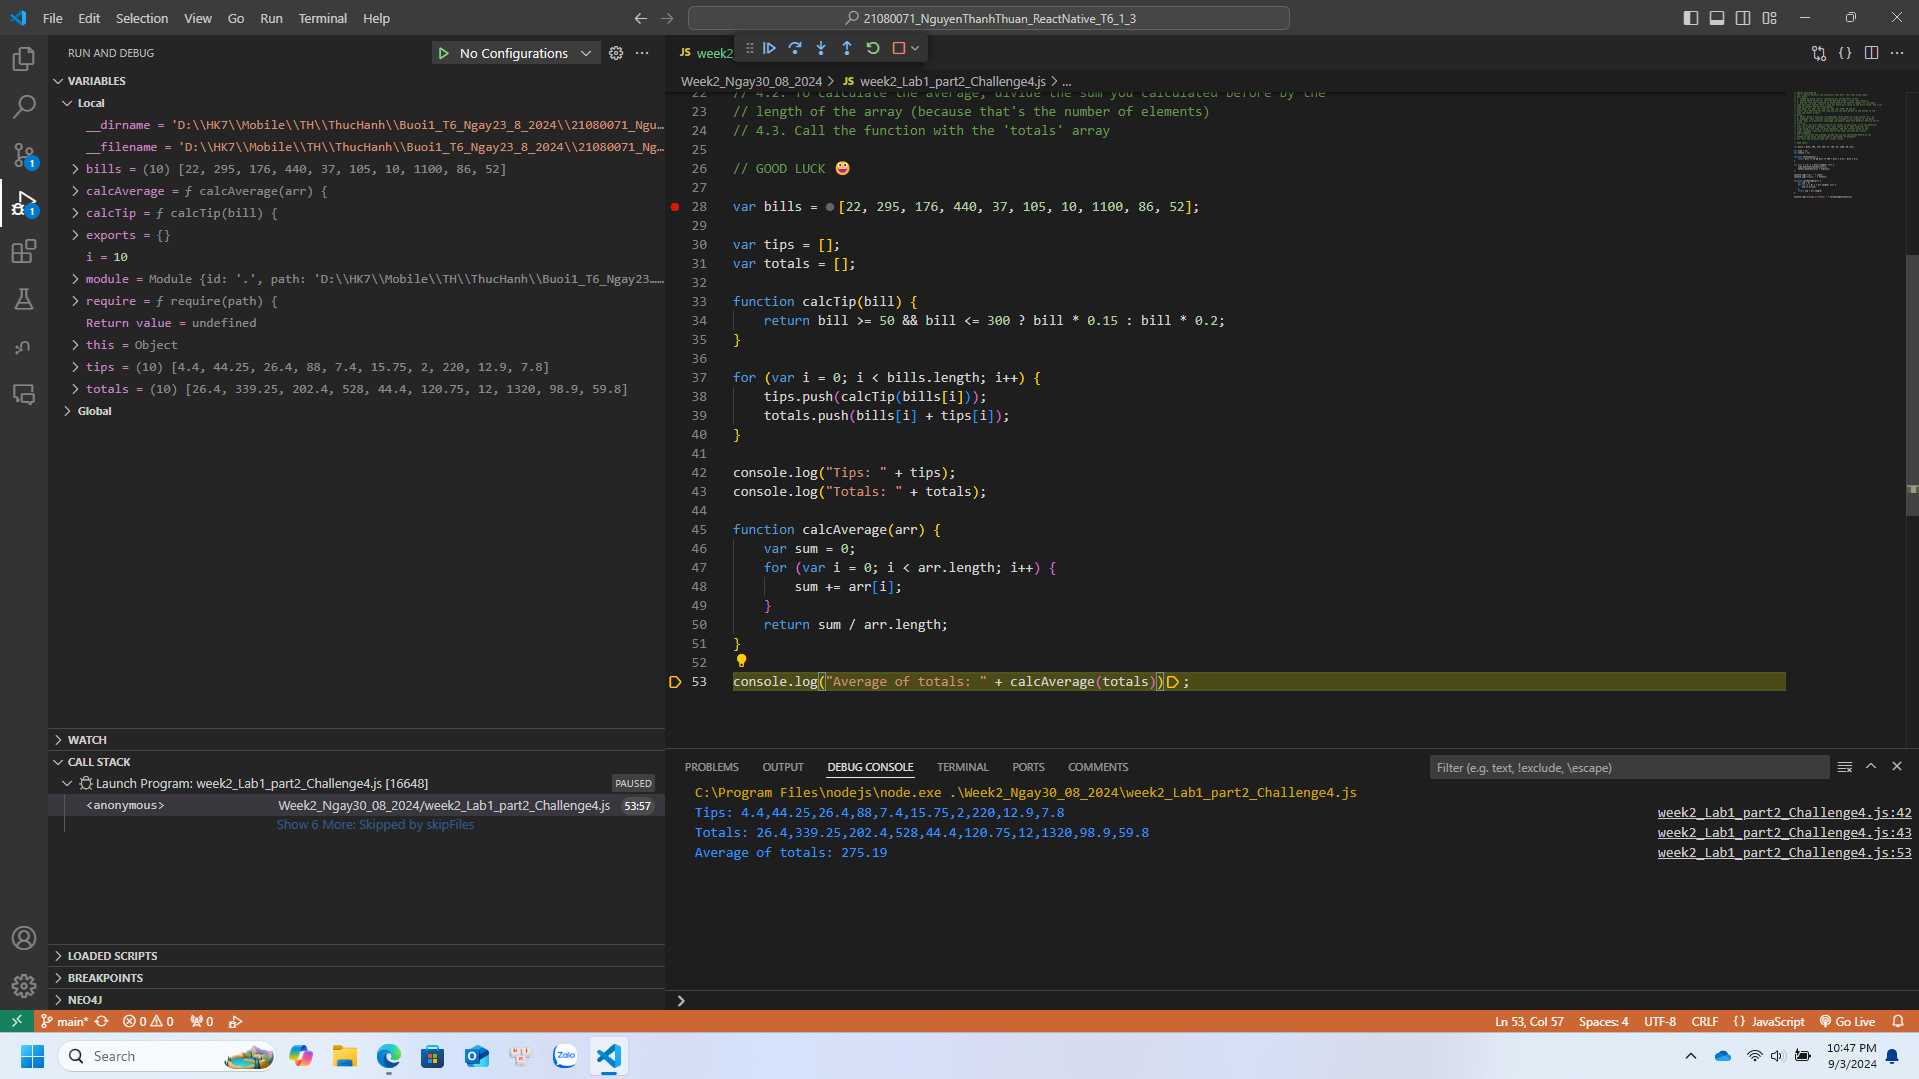 File Edit Selection View Go Run Terminal Help
21080071_NguyenThanhThuan_ReactNative_T6_1_3
RUN AND DEBUG
No Configurations
VARIABLES
Local
__dirname = 'D:\\HK7\\Mobile\\TH\\ThucHanh\\Buoi1_T6_Ngay23_8_2024\\21080071_Ngu...
__filename = 'D:\\HK7\\Mobile\\TH\\ThucHanh\\Buoi1_T6_Ngay23_8_2024\\21080071_Ng...
bills = (10) [22, 295, 176, 440, 37, 105, 10, 1100, 86, 52]
calcAverage = ƒ calcAverage(arr) {
calcTip = ƒ calcTip(bill) {
exports = {}
i = 10
module = Module {id: '.', path: 'D:\\HK7\\Mobile\\TH\\ThucHanh\\Buoi1_T6_Ngay23...…
require = ƒ require(path) {
Return value = undefined
this = Object
tips = (10) [4.4, 44.25, 26.4, 88, 7.4, 15.75, 2, 220, 12.9, 7.8]
totals = (10) [26.4, 339.25, 202.4, 528, 44.4, 120.75, 12, 1320, 98.9, 59.8]
Global
WATCH
CALL STACK
Launch Program: week2_Lab1_part2_Challenge4.js [16648] PAUSED
<anonymous> Week2_Ngay30_08_2024/week2_Lab1_part2_Challenge4.js 53:57
Show 6 More: Skipped by skipFiles
LOADED SCRIPTS
BREAKPOINTS
NEO4J
JS week2
Week2_Ngay30_08_2024 > JS week2_Lab1_part2_Challenge4.js > ...
22 // 4.2. To calculate the average, divide the sum you calculated before by the
23 // length of the array (because that's the number of elements)
24 // 4.3. Call the function with the 'totals' array
25
26 // GOOD LUCK 😀
27
28 var bills = [22, 295, 176, 440, 37, 105, 10, 1100, 86, 52];
29
30 var tips = [];
31 var totals = [];
32
33 function calcTip(bill) {
34 return bill >= 50 && bill <= 300 ? bill * 0.15 : bill * 0.2;
35 }
36
37 for (var i = 0; i < bills.length; i++) {
38 tips.push(calcTip(bills[i]));
39 totals.push(bills[i] + tips[i]);
40 }
41
42 console.log("Tips: " + tips);
43 console.log("Totals: " + totals);
44
45 function calcAverage(arr) {
46 var sum = 0;
47 for (var i = 0; i < arr.length; i++) {
48 sum += arr[i];
49 }
50 return sum / arr.length;
51 }
52
53 console.log("Average of totals: " + calcAverage(totals));
PROBLEMS OUTPUT DEBUG CONSOLE TERMINAL PORTS COMMENTS
Filter (e.g. text, !exclude, \escape)
C:\Program Files\nodejs\node.exe .\Week2_Ngay30_08_2024\week2_Lab1_part2_Challenge4.js
Tips: 4.4,44.25,26.4,88,7.4,15.75,2,220,12.9,7.8 week2_Lab1_part2_Challenge4.js:42
Totals: 26.4,339.25,202.4,528,44.4,120.75,12,1320,98.9,59.8 week2_Lab1_part2_Challenge4.js:43
Average of totals: 275.19 week2_Lab1_part2_Challenge4.js:53
main* 0 0 0
Ln 53, Col 57 Spaces: 4 UTF-8 CRLF {} JavaScript Go Live
Search
Zalo
10:47 PM
9/3/2024